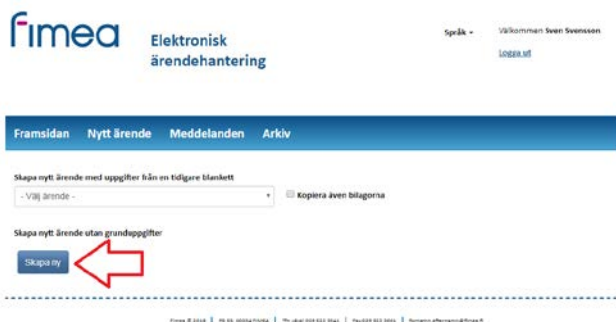 fimea
Elektronisk
ärendehantering
Språk
Välkommen Sven Svensson
Logga ut
Framsidan Nytt ärende Meddelanden Arkiv
Skapa nytt ärende med uppgifter från en tidigare blankett
- Välj ärende -
Kopiera även bilagorna
Skapa nytt ärende utan grunduppgifter
Skapa ny